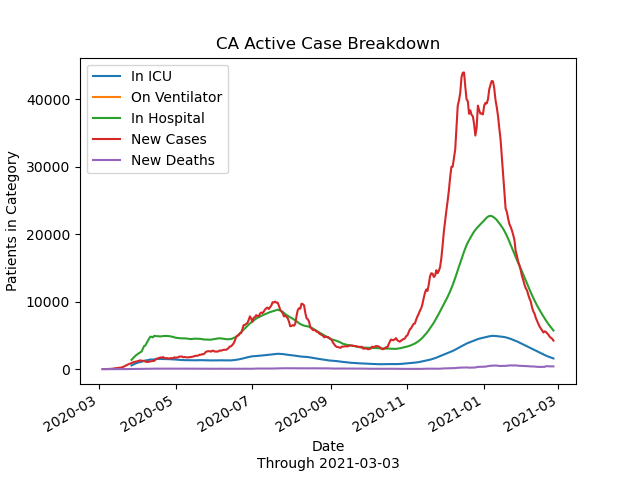 CA Active Case Breakdown
In ICU
On Ventilator
In Hospital
New Cases
New Deaths
Patients in Category
40000
30000
20000
10000
0
2020-03
2020-05
2020-07
2020-09
2020-11
2021-01
2021-03
Date
Through 2021-03-03